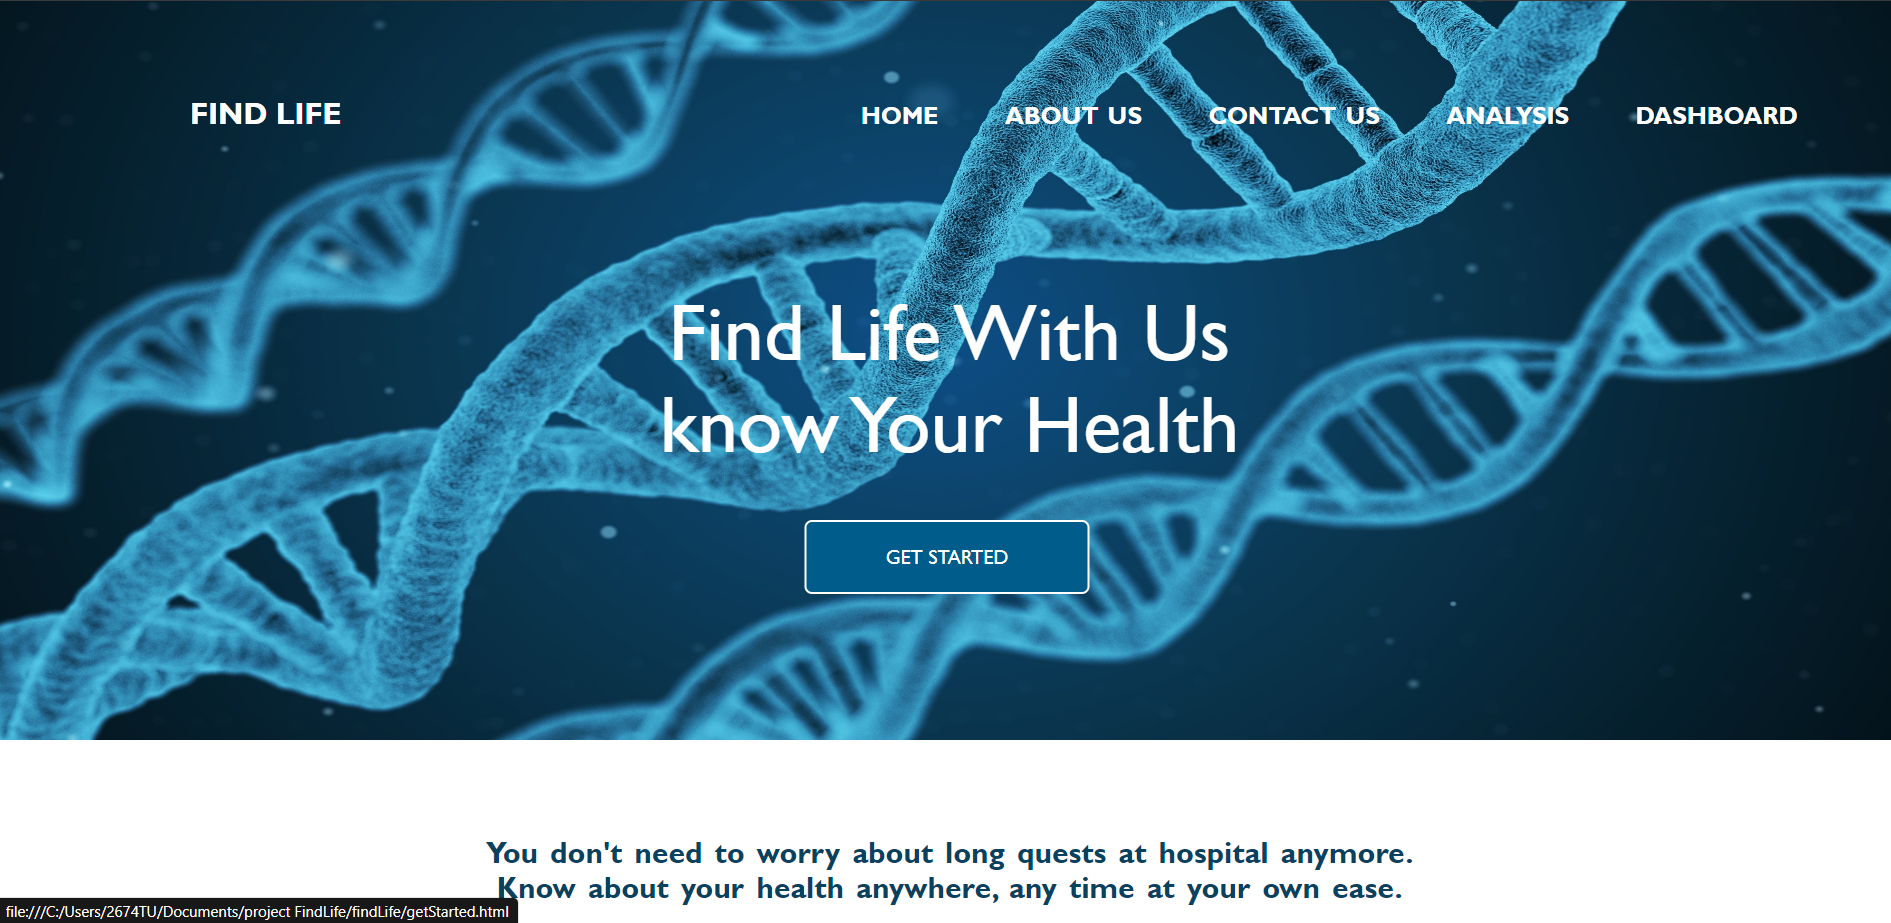 FIND LIFE
HOME ABOUT US CONTACT US ANALYSIS DASHBOARD
Find Life With Us
know Your Health
GET STARTED
You don't need to worry about long quests at hospital anymore.
Know about your health anywhere, any time at your own ease.
file:///C:/Users/2674TU/Documents/project FindLife/findLife/getStarted.html